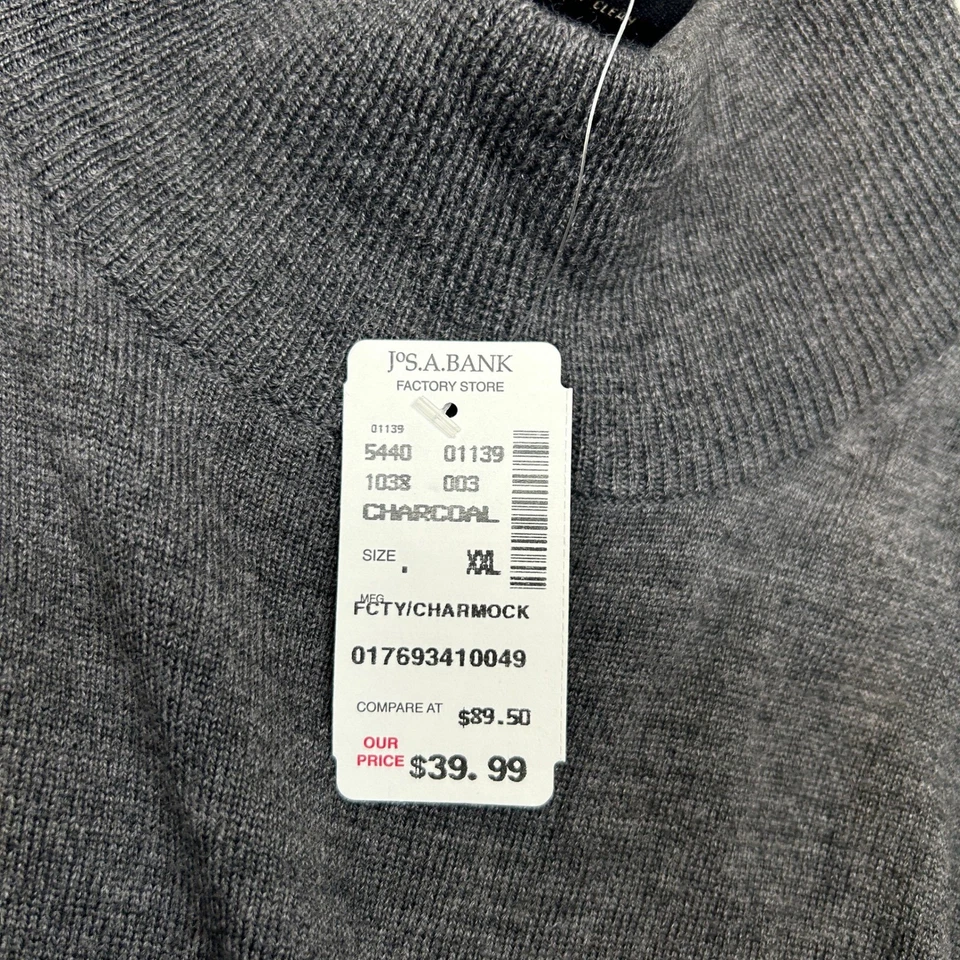 CLEAN
JoS.A.BANK
FACTORY STORE
01139
5440 01139
1038 003
CHARCOAL
SIZE . XXL
MFG
FCTY/CHARMOCK
017693410049
COMPARE AT $89.50
OUR
PRICE $39.99